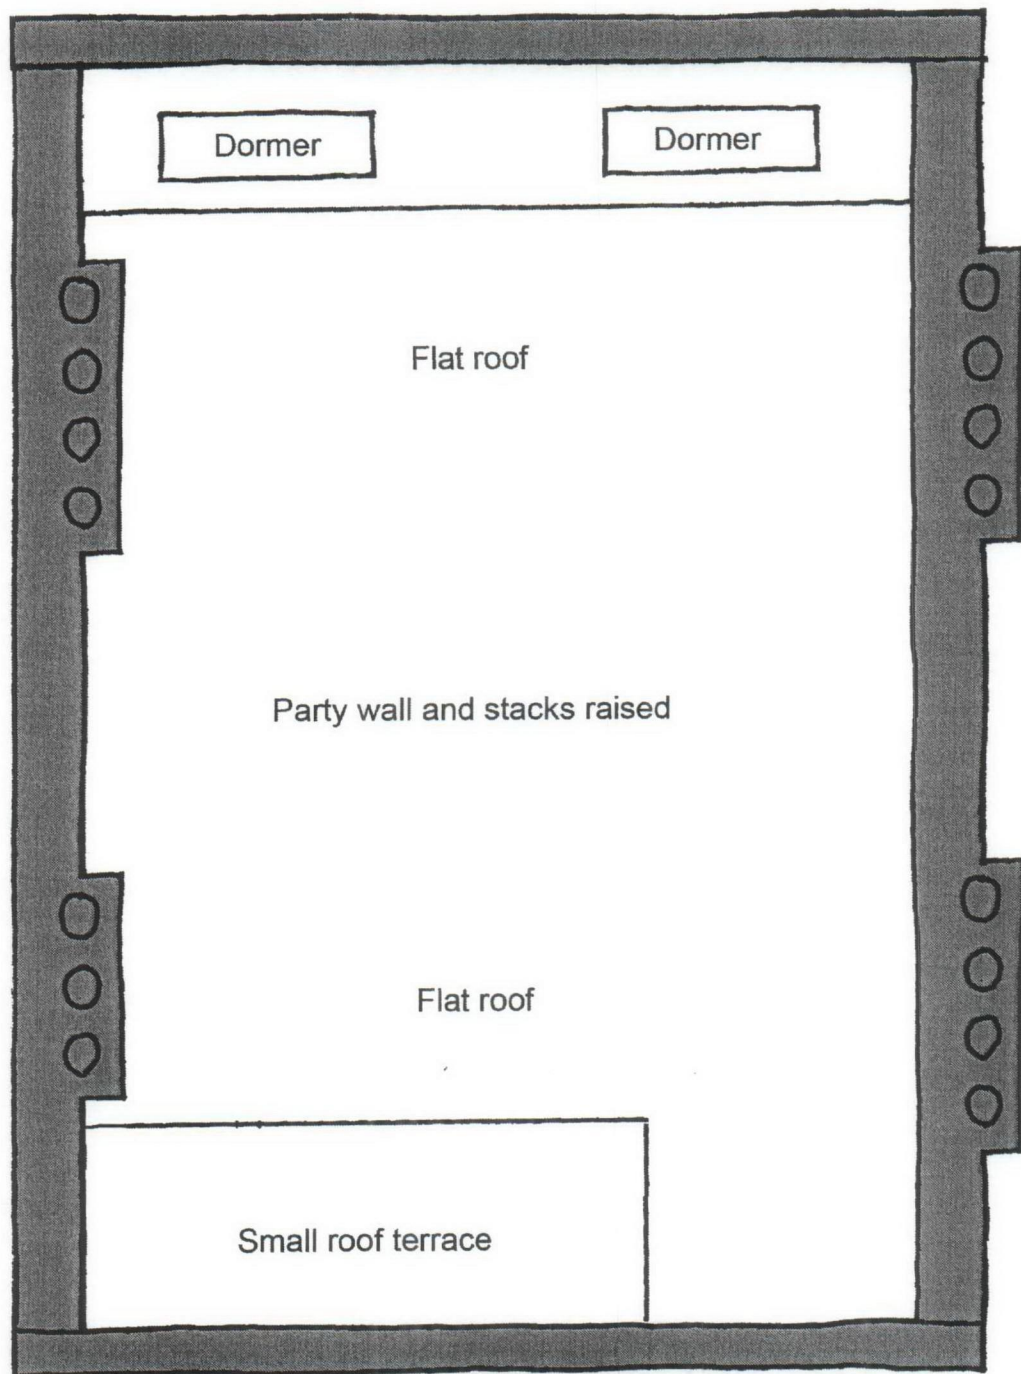 Dormer
Dormer
Flat roof
Party wall and stacks raised
Flat roof
Small roof terrace